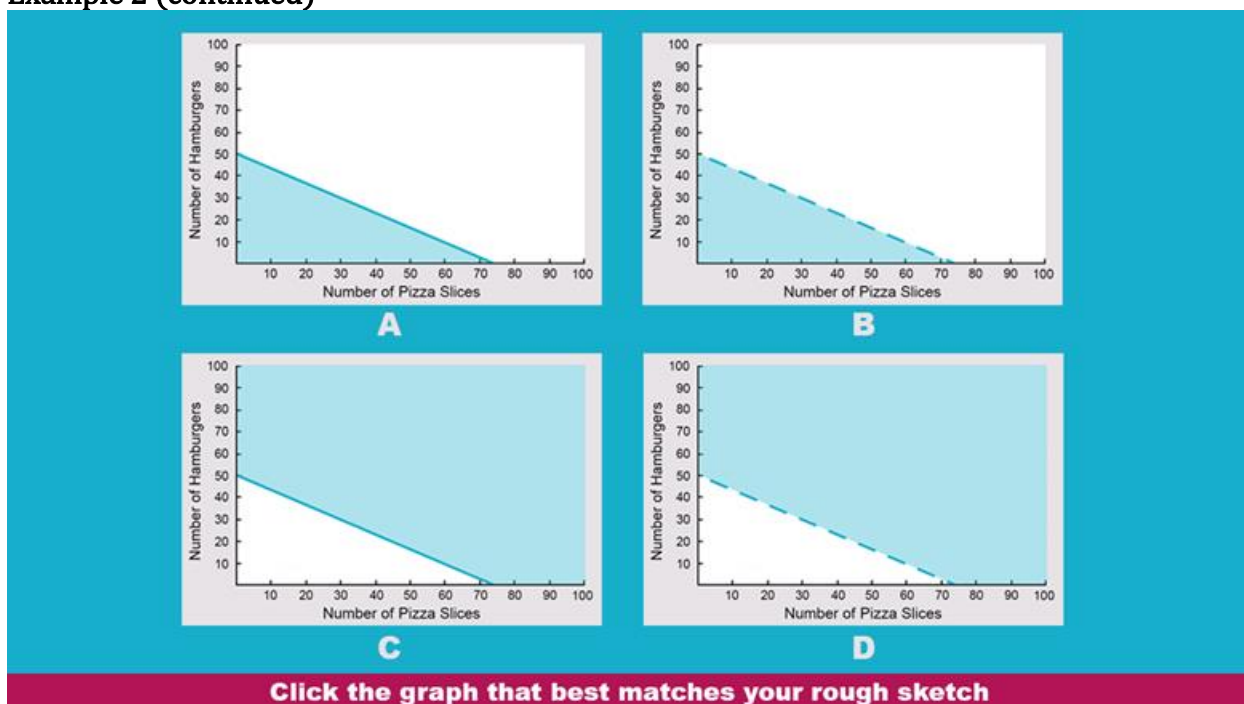 Example 2 (continued)
100
90
80
70
60
50
40
30
20
10
Number of Hamburgers
10 20 30 40 50 60 70 80 90 100
Number of Pizza Slices
A
100
90
80
70
60
50
40
30
20
10
Number of Hamburgers
10 20 30 40 50 60 70 80 90 100
Number of Pizza Slices
B
100
90
80
70
60
50
40
30
20
10
Number of Hamburgers
10 20 30 40 50 60 70 80 90 100
Number of Pizza Slices
C
100
90
80
70
60
50
40
30
20
10
Number of Hamburgers
10 20 30 40 50 60 70 80 90 100
Number of Pizza Slices
D
Click the graph that best matches your rough sketch